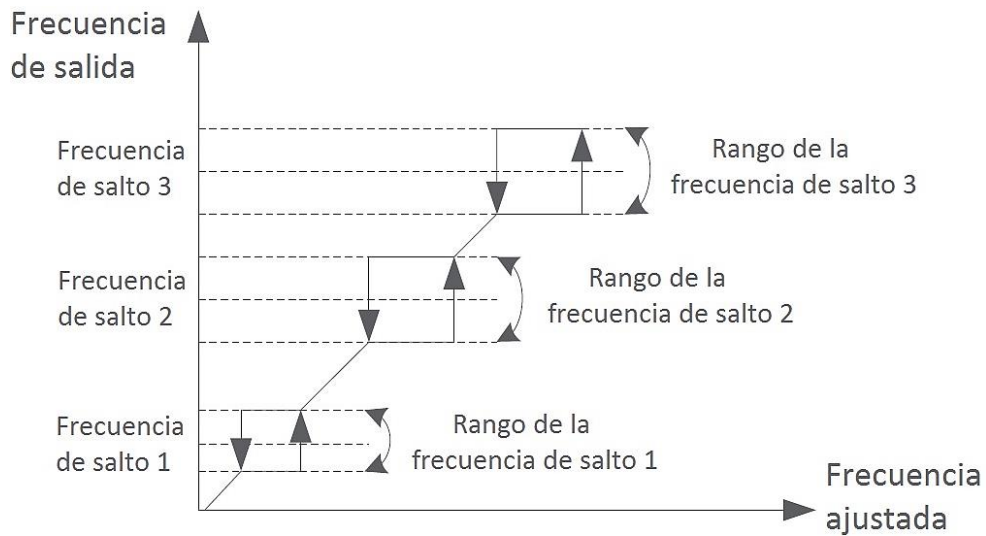 Frecuencia
de salida
Frecuencia
de salto 3
Rango de la
frecuencia de salto 3
Frecuencia
de salto 2
Rango de la
frecuencia de salto 2
Frecuencia
de salto 1
Rango de la
frecuencia de salto 1
Frecuencia
ajustada